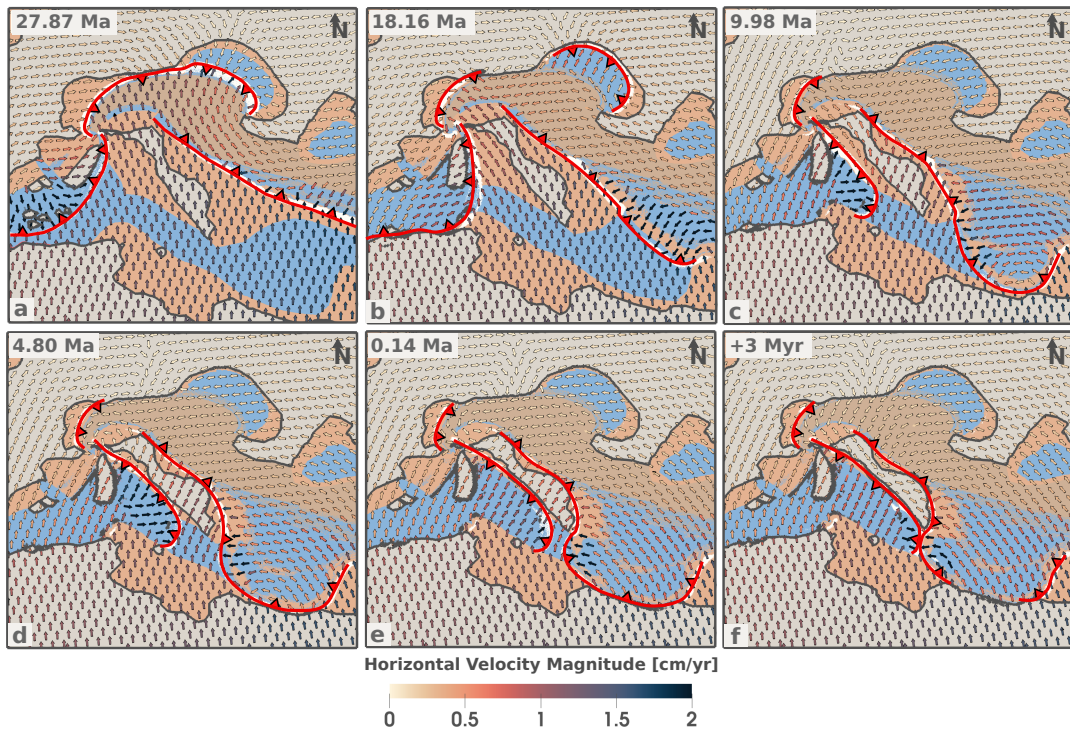 27.87 Ma
N
a
18.16 Ma
N
b
9.98 Ma
N
c
4.80 Ma
N
d
0.14 Ma
N
e
+3 Myr
N
f
Horizontal Velocity Magnitude [cm/yr]
0 0.5 1 1.5 2